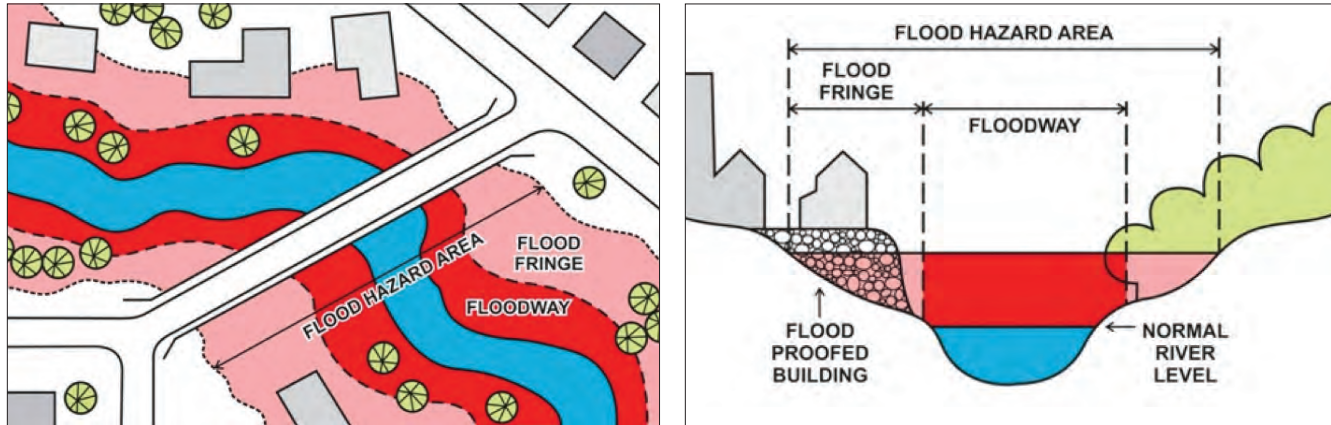 FLOOD HAZARD AREA
FLOOD
FRINGE
FLOODWAY
FLOOD HAZARD AREA
FLOOD
FRINGE
FLOODWAY
FLOOD
PROOFED
BUILDING
NORMAL
RIVER
LEVEL